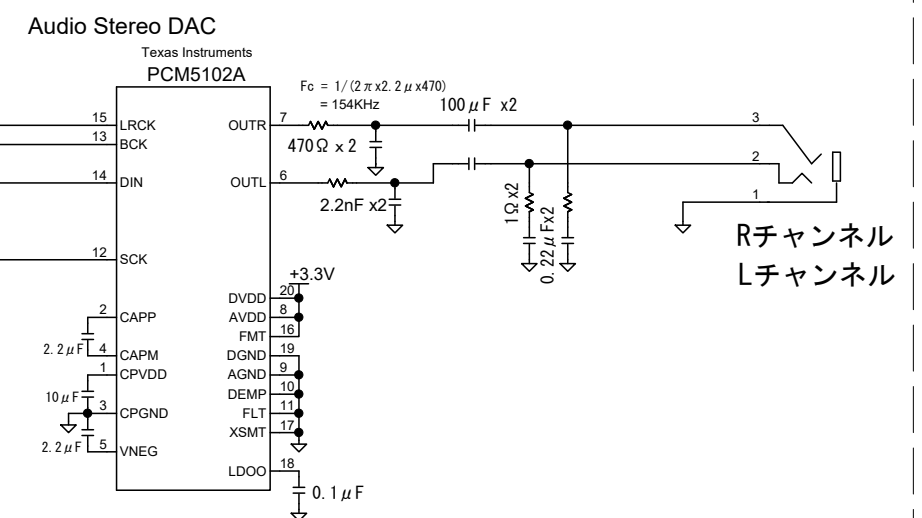 Audio Stereo DAC
Texas Instruments
PCM5102A
Fc = 1/(2πx2.2μx470)
= 154KHz
100μF x2
15 LRCK
13 BCK
14 DIN
12 SCK
2 CAPP
2.2μF
4 CAPM
1 CPVDD
10μF
3 CPGND
2.2μF
5 VNEG
OUTR 7
470Ω x2
OUTL 6
2.2nF x2
1Ωx2
0.22μFx2
3
2
1
Rチャンネル
Lチャンネル
+3.3V
DVDD 20
AVDD 8
FMT 16
DGND 19
AGND 9
DEMP 10
FLT 11
XSMT 17
LDOO 18
0.1μF